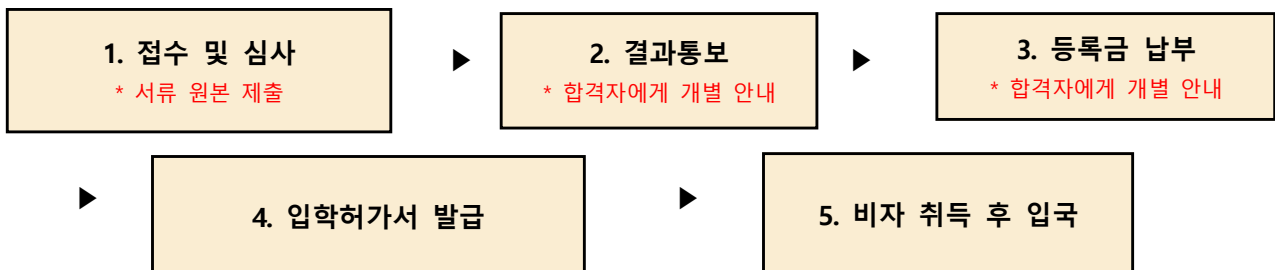 1. 접수 및 심사
* 서류 원본 제출
▶
2. 결과통보
* 합격자에게 개별 안내
▶
3. 등록금 납부
* 합격자에게 개별 안내
▶
4. 입학허가서 발급
▶
5. 비자 취득 후 입국